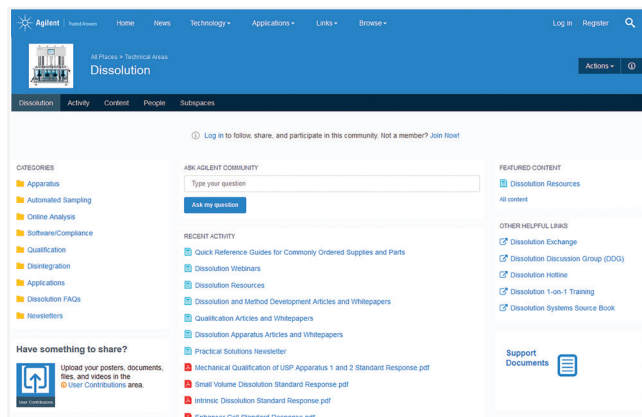 Agilent | Trusted Answers Home News Technology Applications Links Browse Log in Register
All Places > Technical Areas
Dissolution
Actions
Dissolution Activity Content People Subspaces
Log in to follow, share, and participate in this community. Not a member? Join Now!
CATEGORIES
Apparatus
Automated Sampling
Online Analysis
Software/Compliance
Qualification
Disintegration
Applications
Dissolution FAQs
Newsletters
Have something to share?
Upload your posters, documents,
files, and videos in the
User Contributions area.
User Contributions
ASK AGILENT COMMUNITY
Type your question
Ask my question
RECENT ACTIVITY
Quick Reference Guides for Commonly Ordered Supplies and Parts
Dissolution Webinars
Dissolution Resources
Dissolution and Method Development Articles and Whitepapers
Qualification Articles and Whitepapers
Dissolution Apparatus Articles and Whitepapers
Practical Solutions Newsletter
Mechanical Qualification of USP Apparatus 1 and 2 Standard Response.pdf
Small Volume Dissolution Standard Response.pdf
Intrinsic Dissolution Standard Response.pdf
Enhancer Cell Standard Response.pdf
FEATURED CONTENT
Dissolution Resources
All content
OTHER HELPFUL LINKS
Dissolution Exchange
Dissolution Discussion Group (DDG)
Dissolution Hotline
Dissolution 1-on-1 Training
Dissolution Systems Source Book
Support
Documents